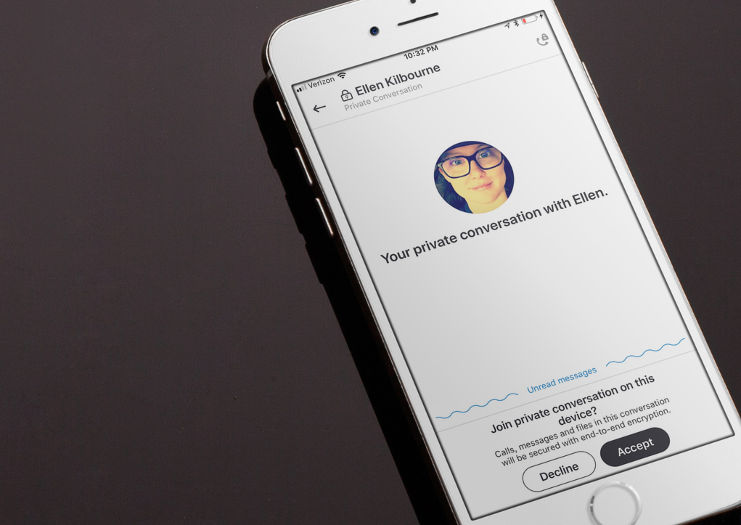 Verizon 10:32 PM
Ellen Kilbourne
Private Conversation
Your private conversation with Ellen.
Unread messages
Join private conversation on this
device?
Calls, messages and files in this conversation
will be secured with end-to-end encryption.
Decline Accept